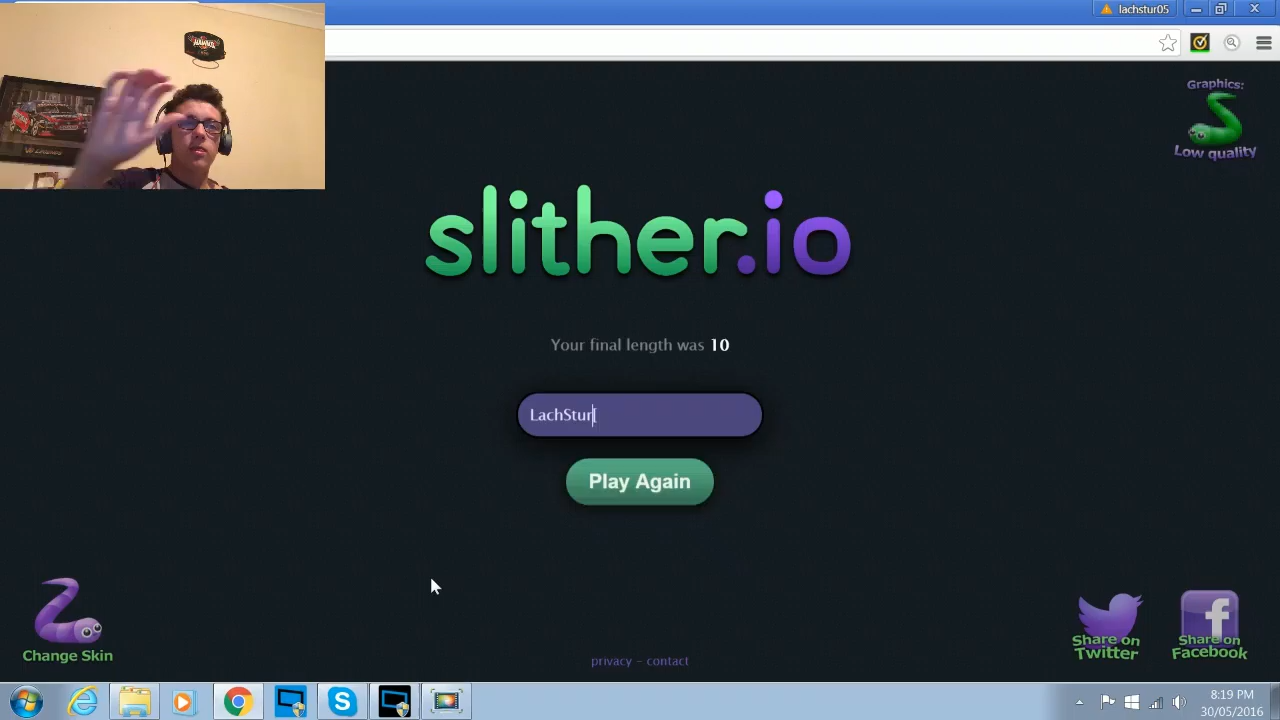 lachstur05
HAWKS
Graphics:
Low quality
slither.io
Your final length was 10
LachStur
Play Again
Change Skin
Share on
Twitter
Share on
Facebook
privacy - contact
8:19 PM
30/05/2016